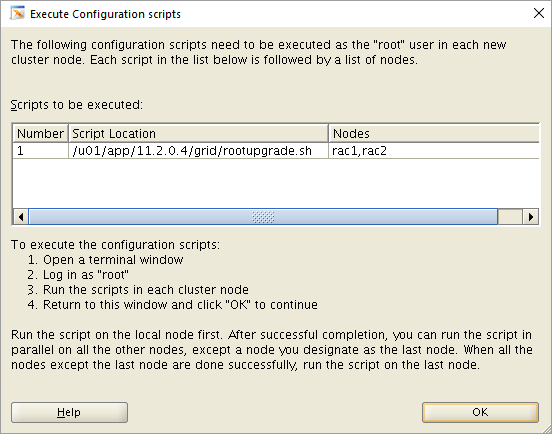 Execute Configuration scripts
The following configuration scripts need to be executed as the "root" user in each new
cluster node. Each script in the list below is followed by a list of nodes.
Scripts to be executed:
Number Script Location Nodes
1 /u01/app/11.2.0.4/grid/rootupgrade.sh rac1,rac2
To execute the configuration scripts:
1. Open a terminal window
2. Log in as "root"
3. Run the scripts in each cluster node
4. Return to this window and click "OK" to continue
Run the script on the local node first. After successful completion, you can run the script in
parallel on all the other nodes, except a node you designate as the last node. When all the
nodes except the last node are done successfully, run the script on the last node.
Help OK